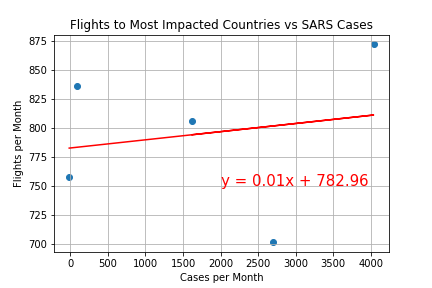 Flights to Most Impacted Countries vs SARS Cases
875
850
825
800
775
750
725
700
Flights per Month
y = 0.01x + 782.96
0 500 1000 1500 2000 2500 3000 3500 4000
Cases per Month